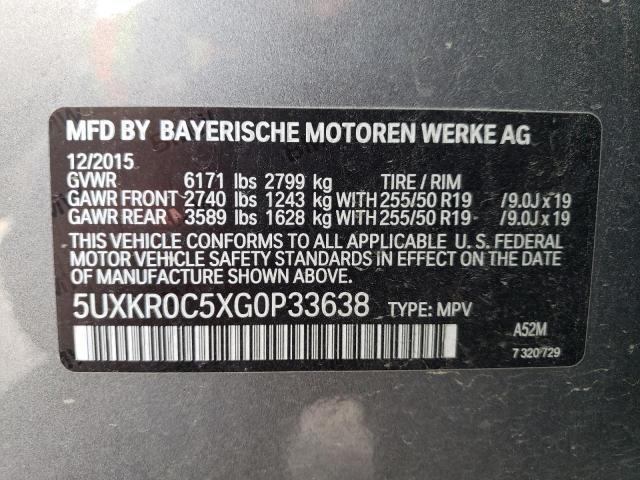 MFD BY BAYERISCHE MOTOREN WERKE AG
12/2015
GVWR 6171 lbs 2799 kg TIRE / RIM
GAWR FRONT 2740 lbs 1243 kg WITH 255/50 R19 /9.0J x 19
GAWR REAR 3589 lbs 1628 kg WITH 255/50 R19 /9.0J x 19
THIS VEHICLE CONFORMS TO ALL APPLICABLE U.S. FEDERAL
MOTOR VEHICLE SAFETY STANDARDS IN EFFECT ON THE DATE
OF MANUFACTURE SHOWN ABOVE.
5UXKR0C5XG0P33638 TYPE: MPV
A52M
7 320 729